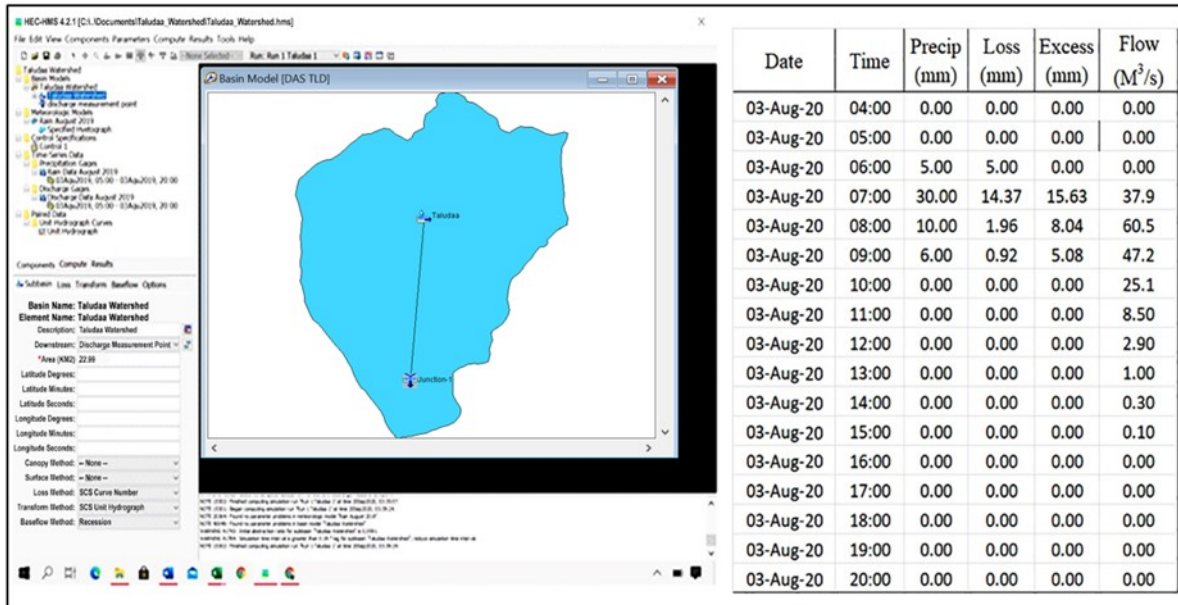 HEC-HMS 4.2.1 [C:\..\Documents\Taludaa_Watershed\Taludaa_Watershed.hms]
File Edit View Components Parameters Compute Results Tools Help
--None Selected-- Run: Run 1 Taludaa 1
Taludaa Watershed
Basin Models
Taludaa Watershed
Taludaa Watershed
discharge measurement point
Meteorologic Models
Rain August 2019
Specified Hyetograph
Control Specifications
Control 1
Time-Series Data
Precipitation Gages
Rain Data August 2019
03Agu2019, 05:00 - 03Agu2019, 20:00
Discharge Gages
Discharge Data August 2019
03Agu2019, 05:00 - 03Agu2019, 20:00
Paired Data
Unit Hydrograph Curves
Unit Hydrograph
Components Compute Results
Subbasin Loss Transform Baseflow Options
Basin Name: Taludaa Watershed
Element Name: Taludaa Watershed
Description: Taludaa Watershed
Downstream: Discharge Measurement Point
*Area (KM2) 22.99
Latitude Degrees:
Latitude Minutes:
Latitude Seconds:
Longitude Degrees:
Longitude Minutes:
Longitude Seconds:
Canopy Method: -- None --
Surface Method: -- None --
Loss Method: SCS Curve Number
Transform Method: SCS Unit Hydrograph
Baseflow Method: Recession
Basin Model [DAS TLD]
Taludaa
Junction-1
Date Time Precip (mm) Loss (mm) Excess (mm) Flow (M³/s)
03-Aug-20 04:00 0.00 0.00 0.00 0.00
03-Aug-20 05:00 0.00 0.00 0.00 0.00
03-Aug-20 06:00 5.00 5.00 0.00 0.00
03-Aug-20 07:00 30.00 14.37 15.63 37.9
03-Aug-20 08:00 10.00 1.96 8.04 60.5
03-Aug-20 09:00 6.00 0.92 5.08 47.2
03-Aug-20 10:00 0.00 0.00 0.00 25.1
03-Aug-20 11:00 0.00 0.00 0.00 8.50
03-Aug-20 12:00 0.00 0.00 0.00 2.90
03-Aug-20 13:00 0.00 0.00 0.00 1.00
03-Aug-20 14:00 0.00 0.00 0.00 0.30
03-Aug-20 15:00 0.00 0.00 0.00 0.10
03-Aug-20 16:00 0.00 0.00 0.00 0.00
03-Aug-20 17:00 0.00 0.00 0.00 0.00
03-Aug-20 18:00 0.00 0.00 0.00 0.00
03-Aug-20 19:00 0.00 0.00 0.00 0.00
03-Aug-20 20:00 0.00 0.00 0.00 0.00